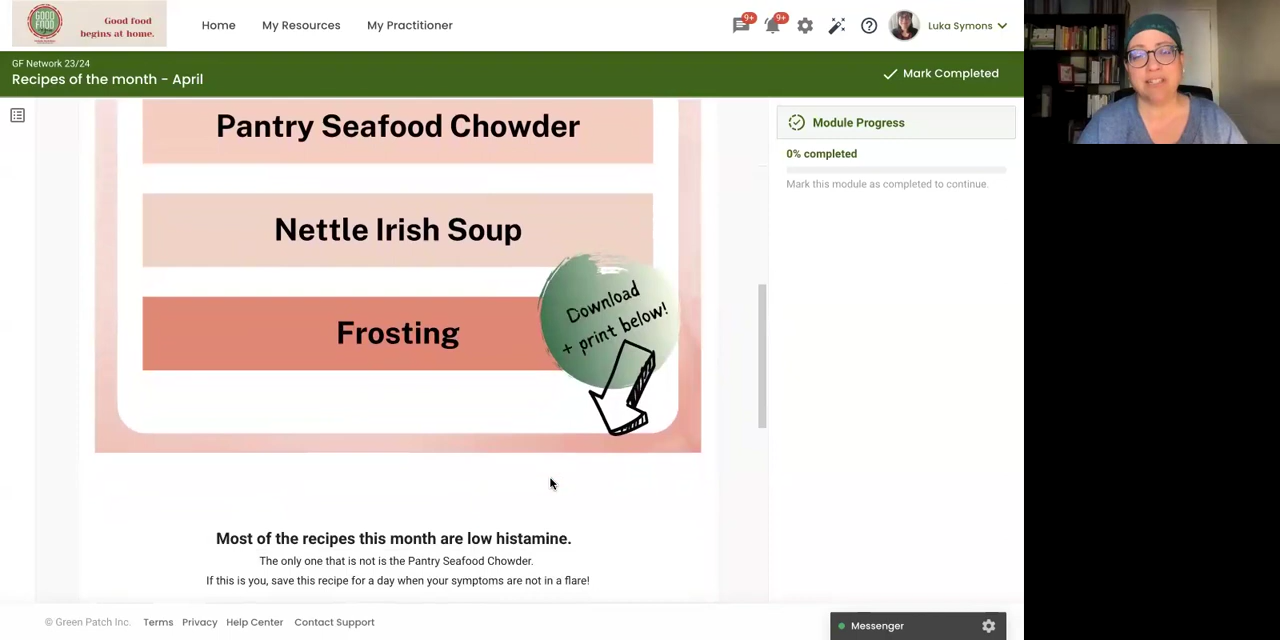 GOOD
FOOD
Good food
begins at home.
Home
My Resources
My Practitioner
9+
9+
Luka Symons
GF Network 23/24
Recipes of the month - April
Mark Completed
Pantry Seafood Chowder
Nettle Irish Soup
Frosting
Download
+ print below!
Most of the recipes this month are low histamine.
The only one that is not is the Pantry Seafood Chowder.
If this is you, save this recipe for a day when your symptoms are not in a flare!
Module Progress
0% completed
Mark this module as completed to continue.
© Green Patch Inc.
Terms
Privacy
Help Center
Contact Support
Messenger